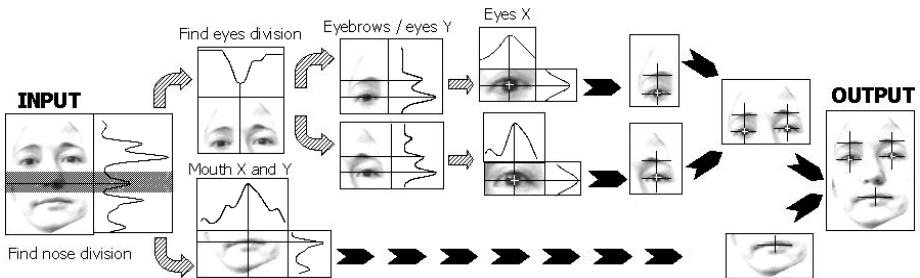 Eyebrows / eyes Y
Eyes X
Find eyes division
INPUT
OUTPUT
Mouth X and Y
Find nose division